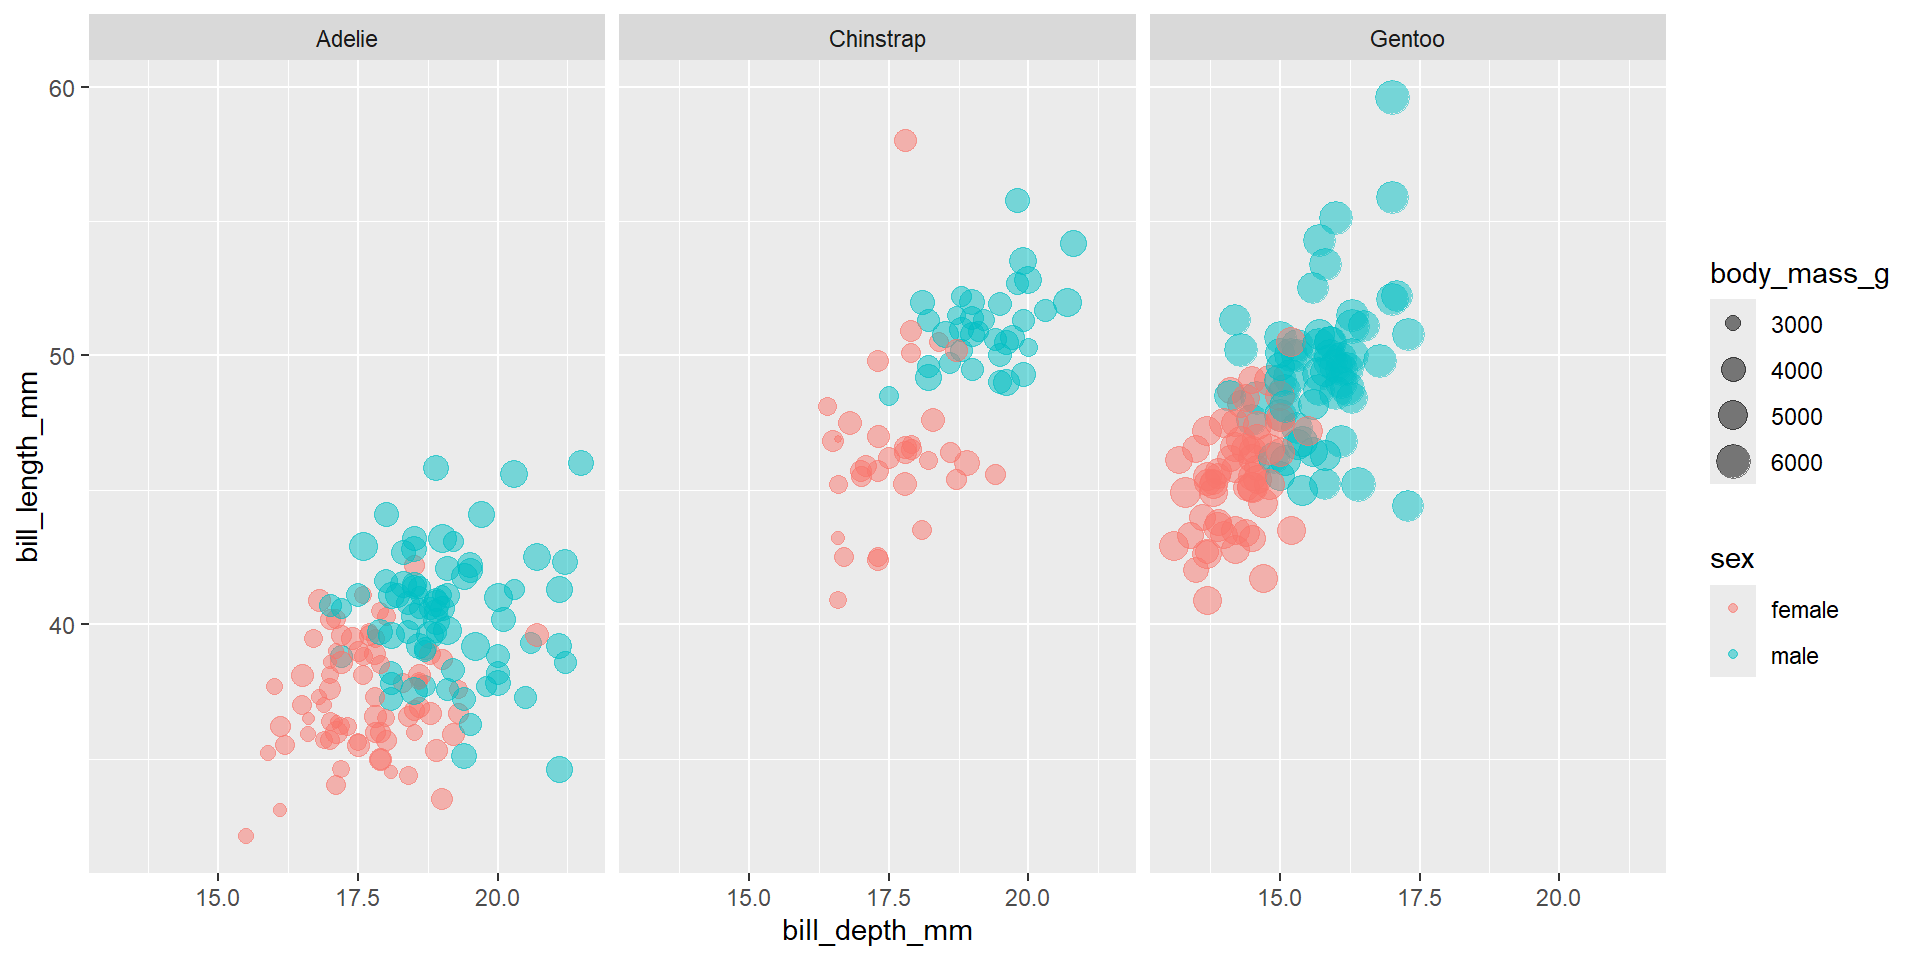 Adelie Chinstrap Gentoo
60
50
40
bill_length_mm
15.0 17.5 20.0 15.0 17.5 20.0 15.0 17.5 20.0
bill_depth_mm
body_mass_g
3000
4000
5000
6000
sex
female
male